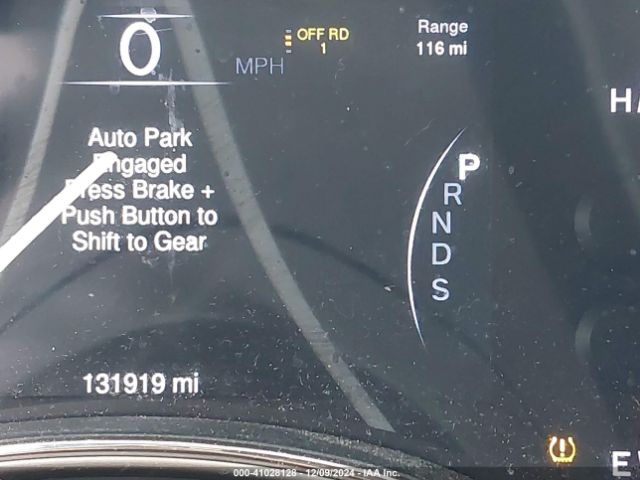 0
MPH
OFF RD
1
Range
116 mi
Auto Park
Engaged
Press Brake +
Push Button to
Shift to Gear
P
R
N
D
S
131919 mi
000-41028128 - 12/09/2024 - IAA Inc.